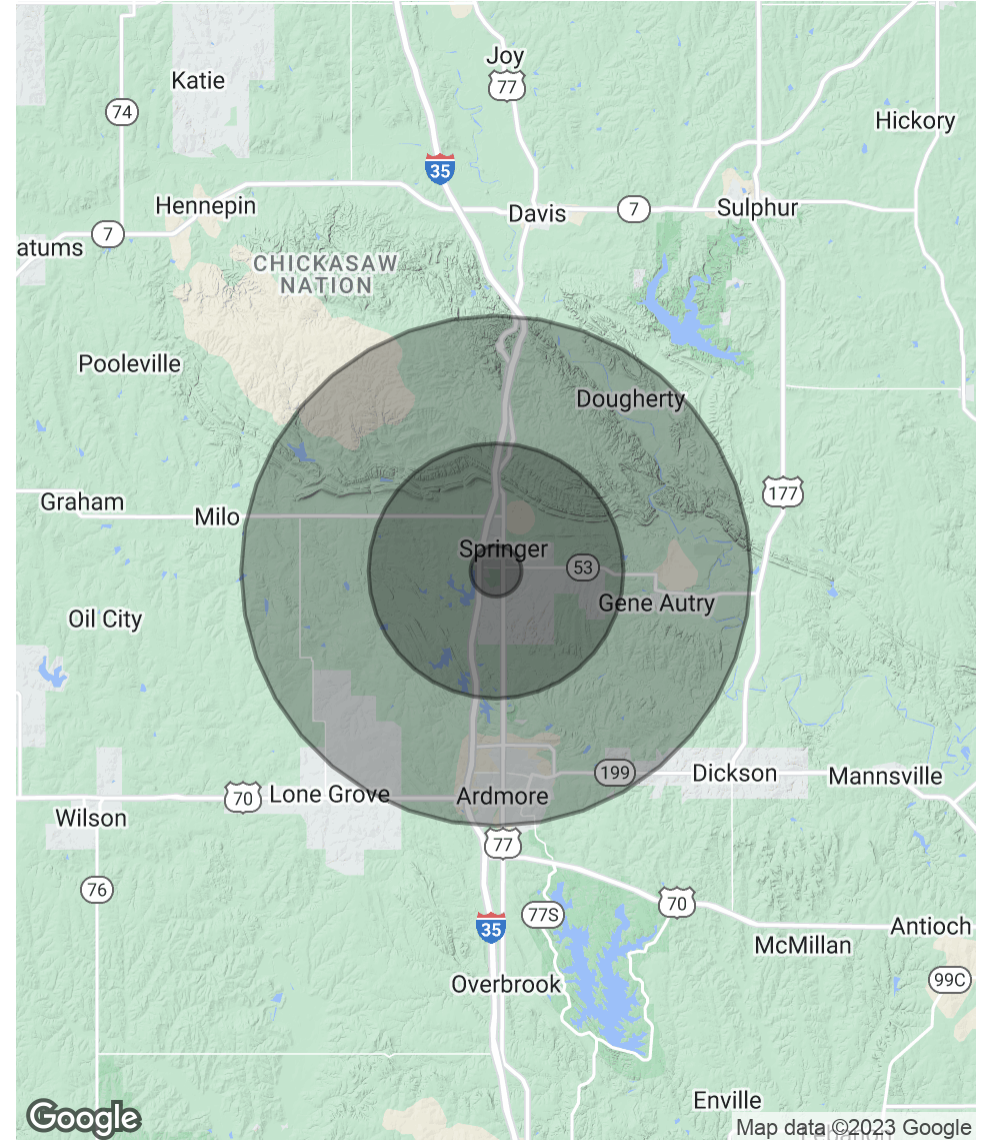 Joy
Katie
77
74
Hickory
35
Hennepin
Davis
7
Sulphur
7
atums
CHICKASAW
NATION
Pooleville
Dougherty
Graham
177
Milo
Springer
53
Gene Autry
Oil City
199
Dickson
Mannsville
70
Lone Grove
Ardmore
Wilson
77
76
70
77S
35
Antioch
McMillan
99C
Overbrook
Enville
Google
Map data ©2023 Google
Lebanon